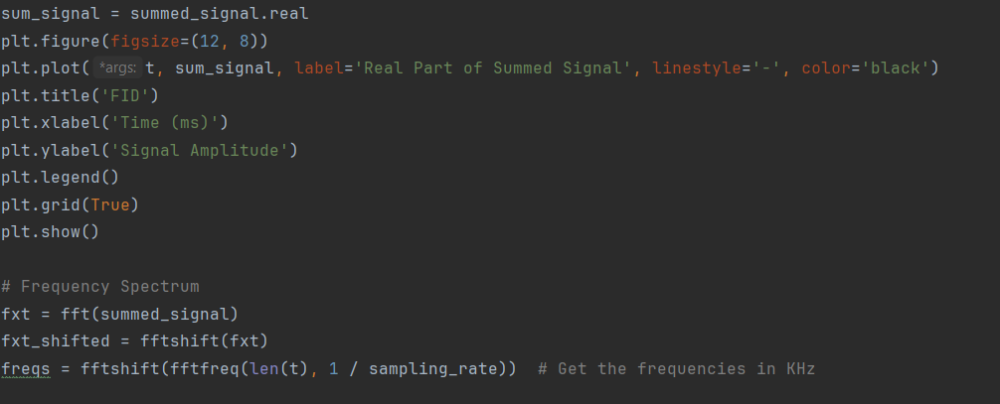 sum_signal = summed_signal.real
plt.figure(figsize=(12, 8))
plt.plot(*args: t, sum_signal, label='Real Part of Summed Signal', linestyle='-', color='black')
plt.title('FID')
plt.xlabel('Time (ms)')
plt.ylabel('Signal Amplitude')
plt.legend()
plt.grid(True)
plt.show()
# Frequency Spectrum
fxt = fft(summed_signal)
fxt_shifted = fftshift(fxt)
freqs = fftshift(fftfreq(len(t), 1 / sampling_rate))  # Get the frequencies in KHz